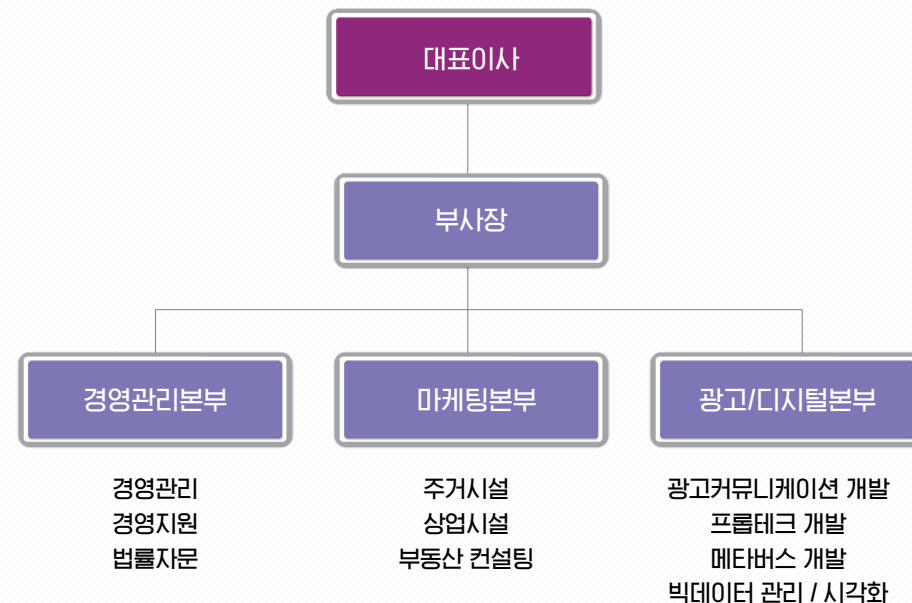 대표이사
부사장
경영관리본부
마케팅본부
광고/디지털본부
경영관리
경영지원
법률자문
주거시설
상업시설
부동산 컨설팅
광고커뮤니케이션 개발
프롭테크 개발
메타버스 개발
빅데이터 관리 / 시각화